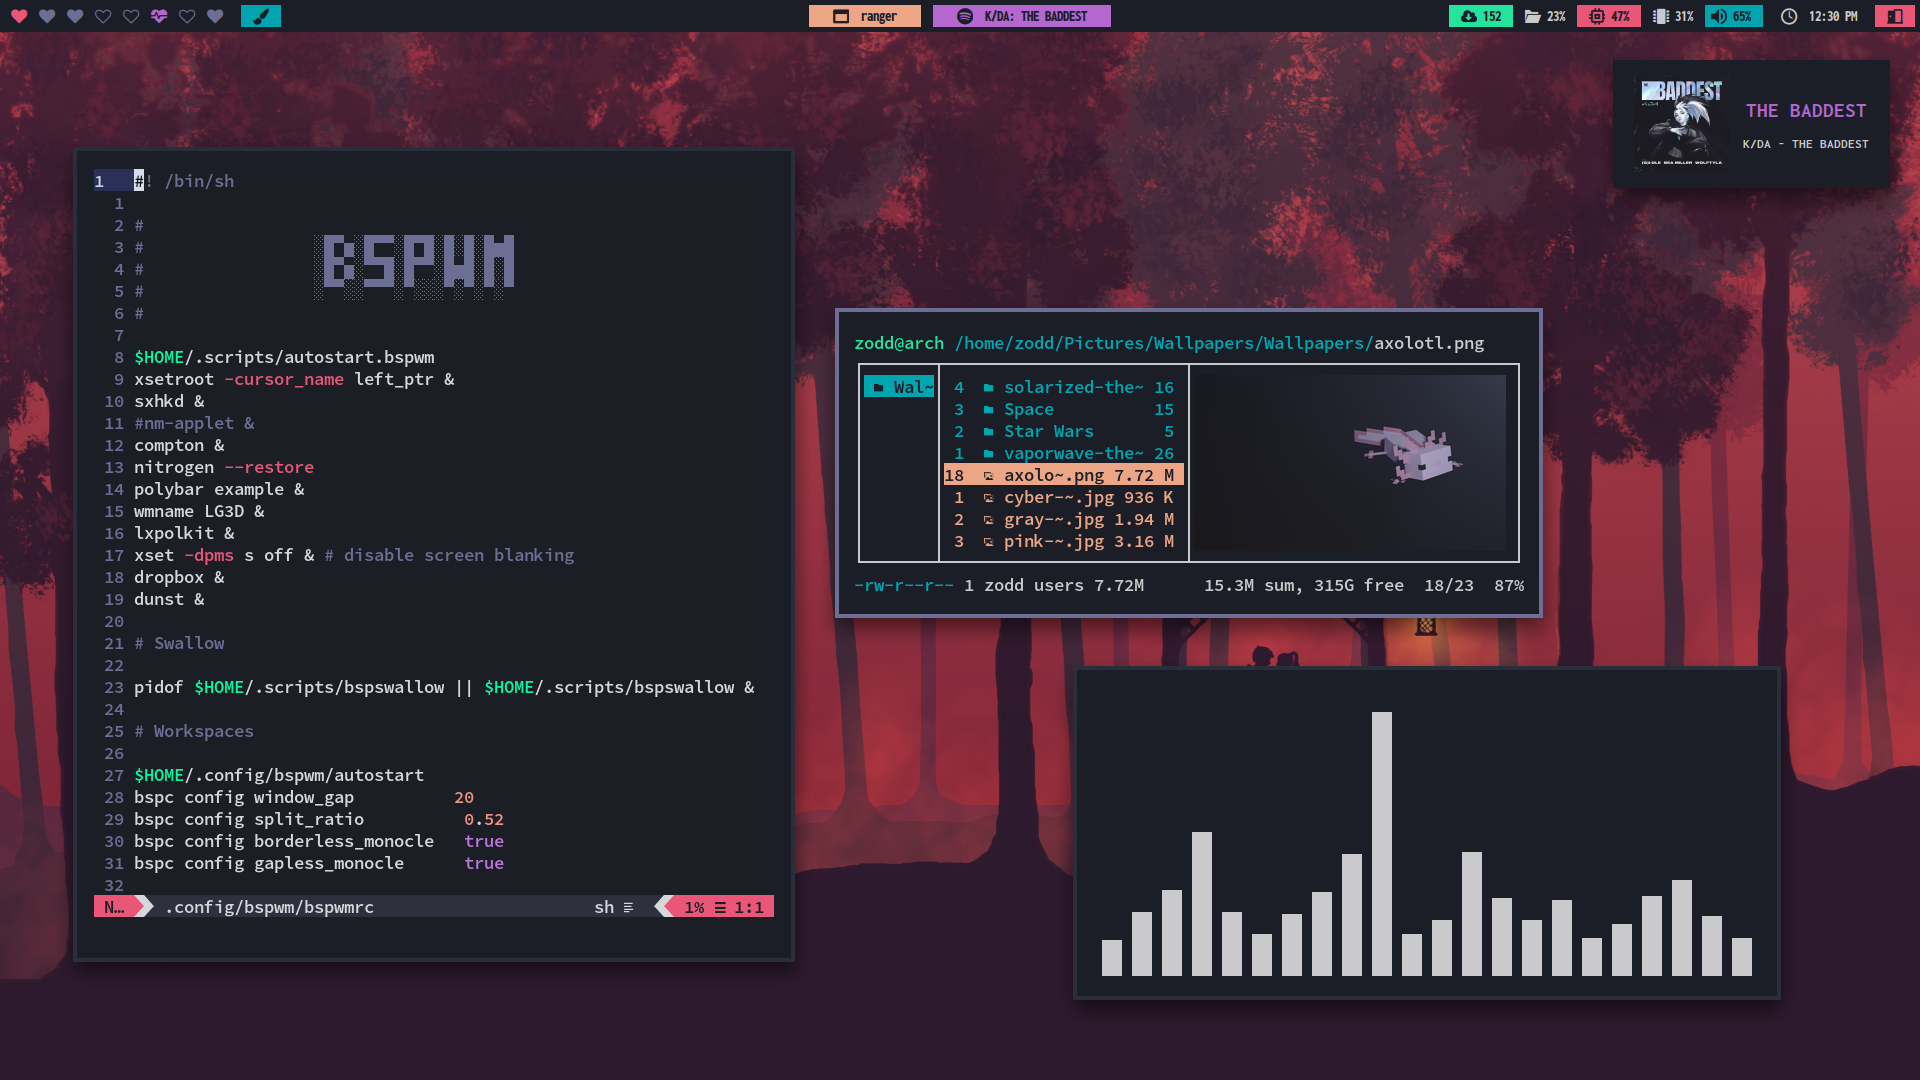 ranger
K/DA: THE BADDEST
152
23%
47%
31%
65%
12:30 PM
BADDEST
THE BADDEST
K/DA - THE BADDEST
1 #! /bin/sh
1
2 #
3 #
4 #
5 #
6 #
BSPWM
7
8 $HOME/.scripts/autostart.bspwm
9 xsetroot -cursor_name left_ptr &
10 sxhkd &
11 #nm-applet &
12 compton &
13 nitrogen --restore
14 polybar example &
15 wmname LG3D &
16 lxpolkit &
17 xset -dpms s off & # disable screen blanking
18 dropbox &
19 dunst &
20
21 # Swallow
22
23 pidof $HOME/.scripts/bspswallow || $HOME/.scripts/bspswallow &
24
25 # Workspaces
26
27 $HOME/.config/bspwm/autostart
28 bspc config window_gap 20
29 bspc config split_ratio 0.52
30 bspc config borderless_monocle true
31 bspc config gapless_monocle true
32
N… .config/bspwm/bspwmrc sh 1% ☰ 1:1
zodd@arch /home/zodd/Pictures/Wallpapers/Wallpapers/axolotl.png
Wal~
4 solarized-the~ 16
3 Space 15
2 Star Wars 5
1 vaporwave-the~ 26
18 axolo~.png 7.72 M
1 cyber-~.jpg 936 K
2 gray-~.jpg 1.94 M
3 pink-~.jpg 3.16 M
-rw-r--r-- 1 zodd users 7.72M 15.3M sum, 315G free 18/23 87%